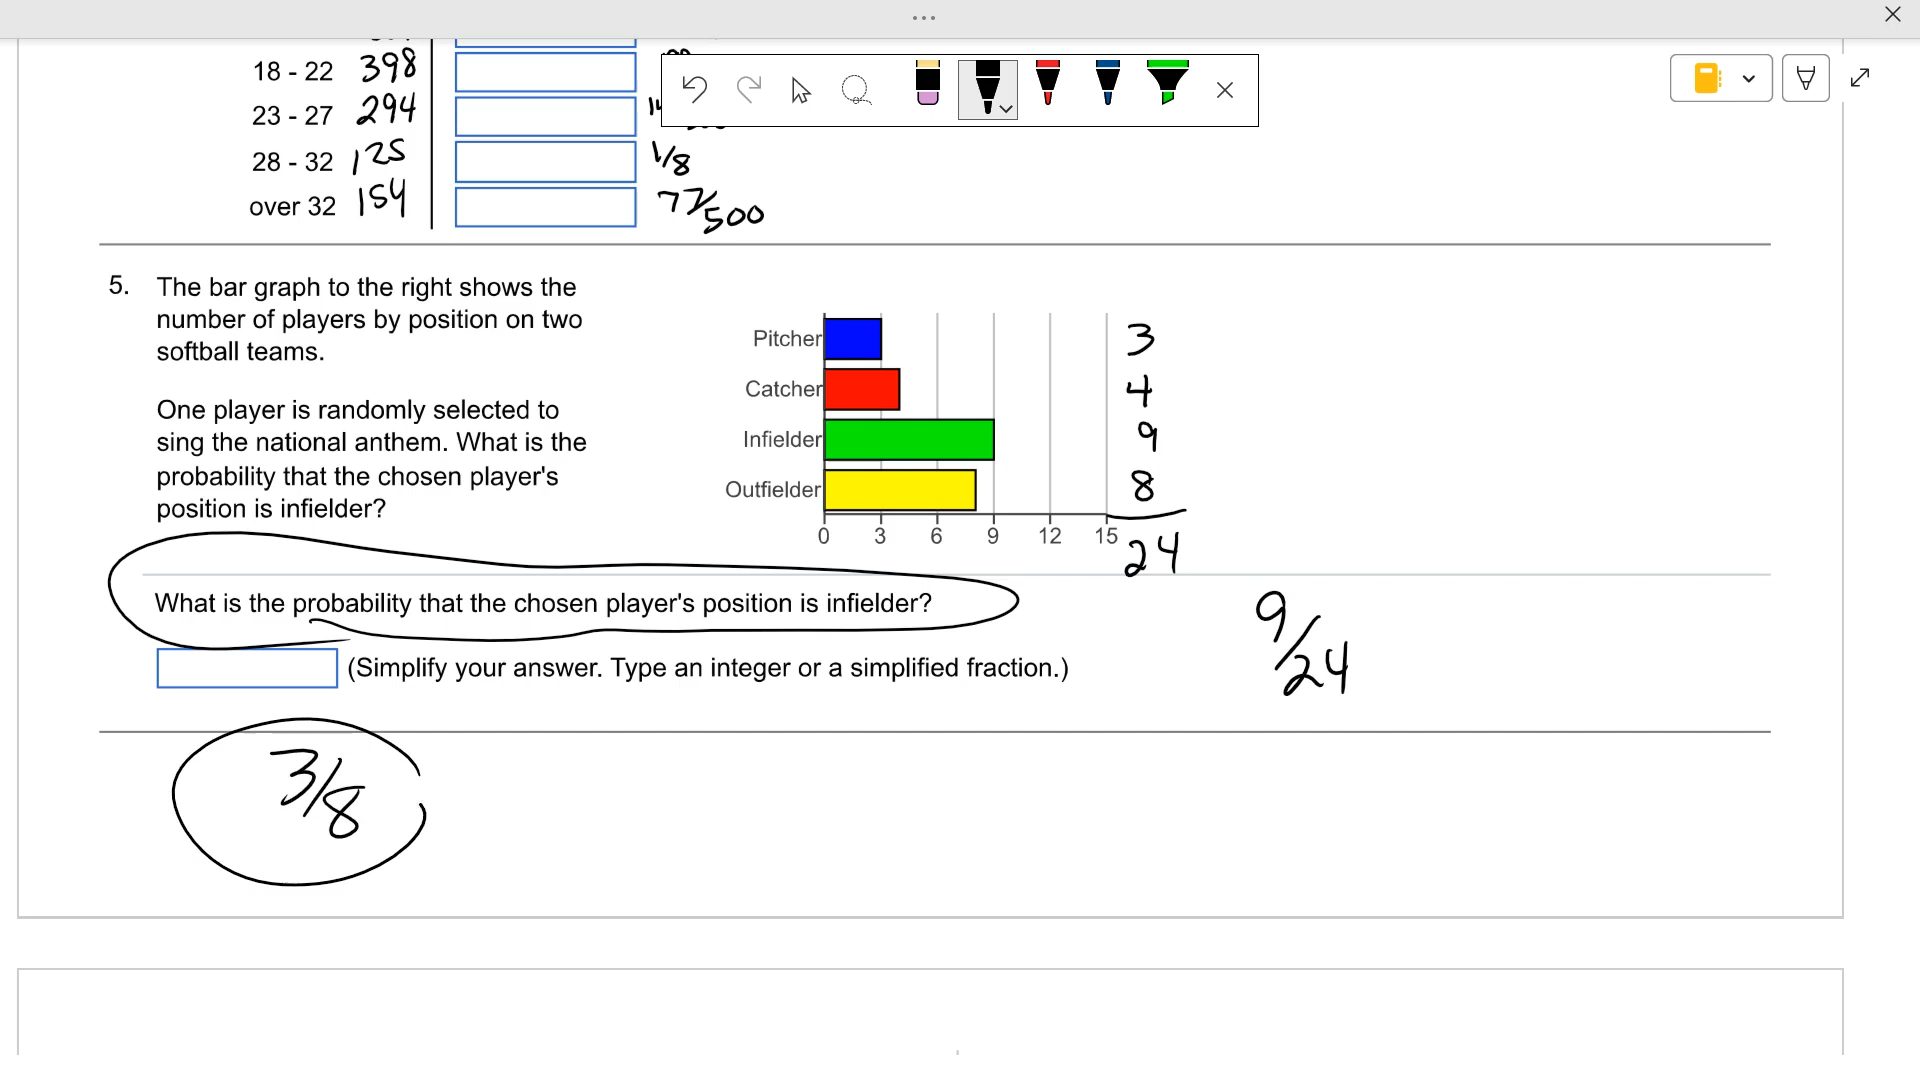 18 - 22 398
23 - 27 294
28 - 32 125 1/8
over 32 154 77/500
5. The bar graph to the right shows the
number of players by position on two
softball teams.
One player is randomly selected to
sing the national anthem. What is the
probability that the chosen player's
position is infielder?
Pitcher 3
Catcher 4
Infielder 9
Outfielder 8
0 3 6 9 12 15
24
What is the probability that the chosen player's position is infielder?
9/24
(Simplify your answer. Type an integer or a simplified fraction.)
3/8